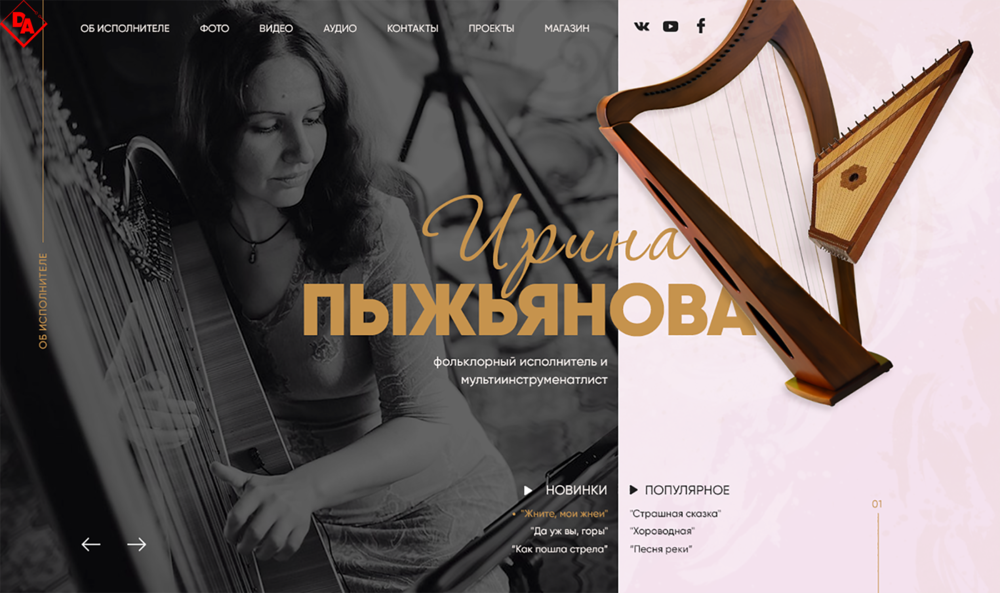 DA
ОБ ИСПОЛНИТЕЛЕ
ФОТО
ВИДЕО
АУДИО
КОНТАКТЫ
ПРОЕКТЫ
МАГАЗИН
ОБ ИСПОЛНИТЕЛЕ
Ирина
ПЫЖЬЯНОВА
фольклорный исполнитель и
мультиинструменатлист
НОВИНКИ
"Жните, мои жнеи"
"Да уж вы, горы"
"Как пошла стрела"
ПОПУЛЯРНОЕ
"Страшная сказка"
"Хороводная"
"Песня реки"
01